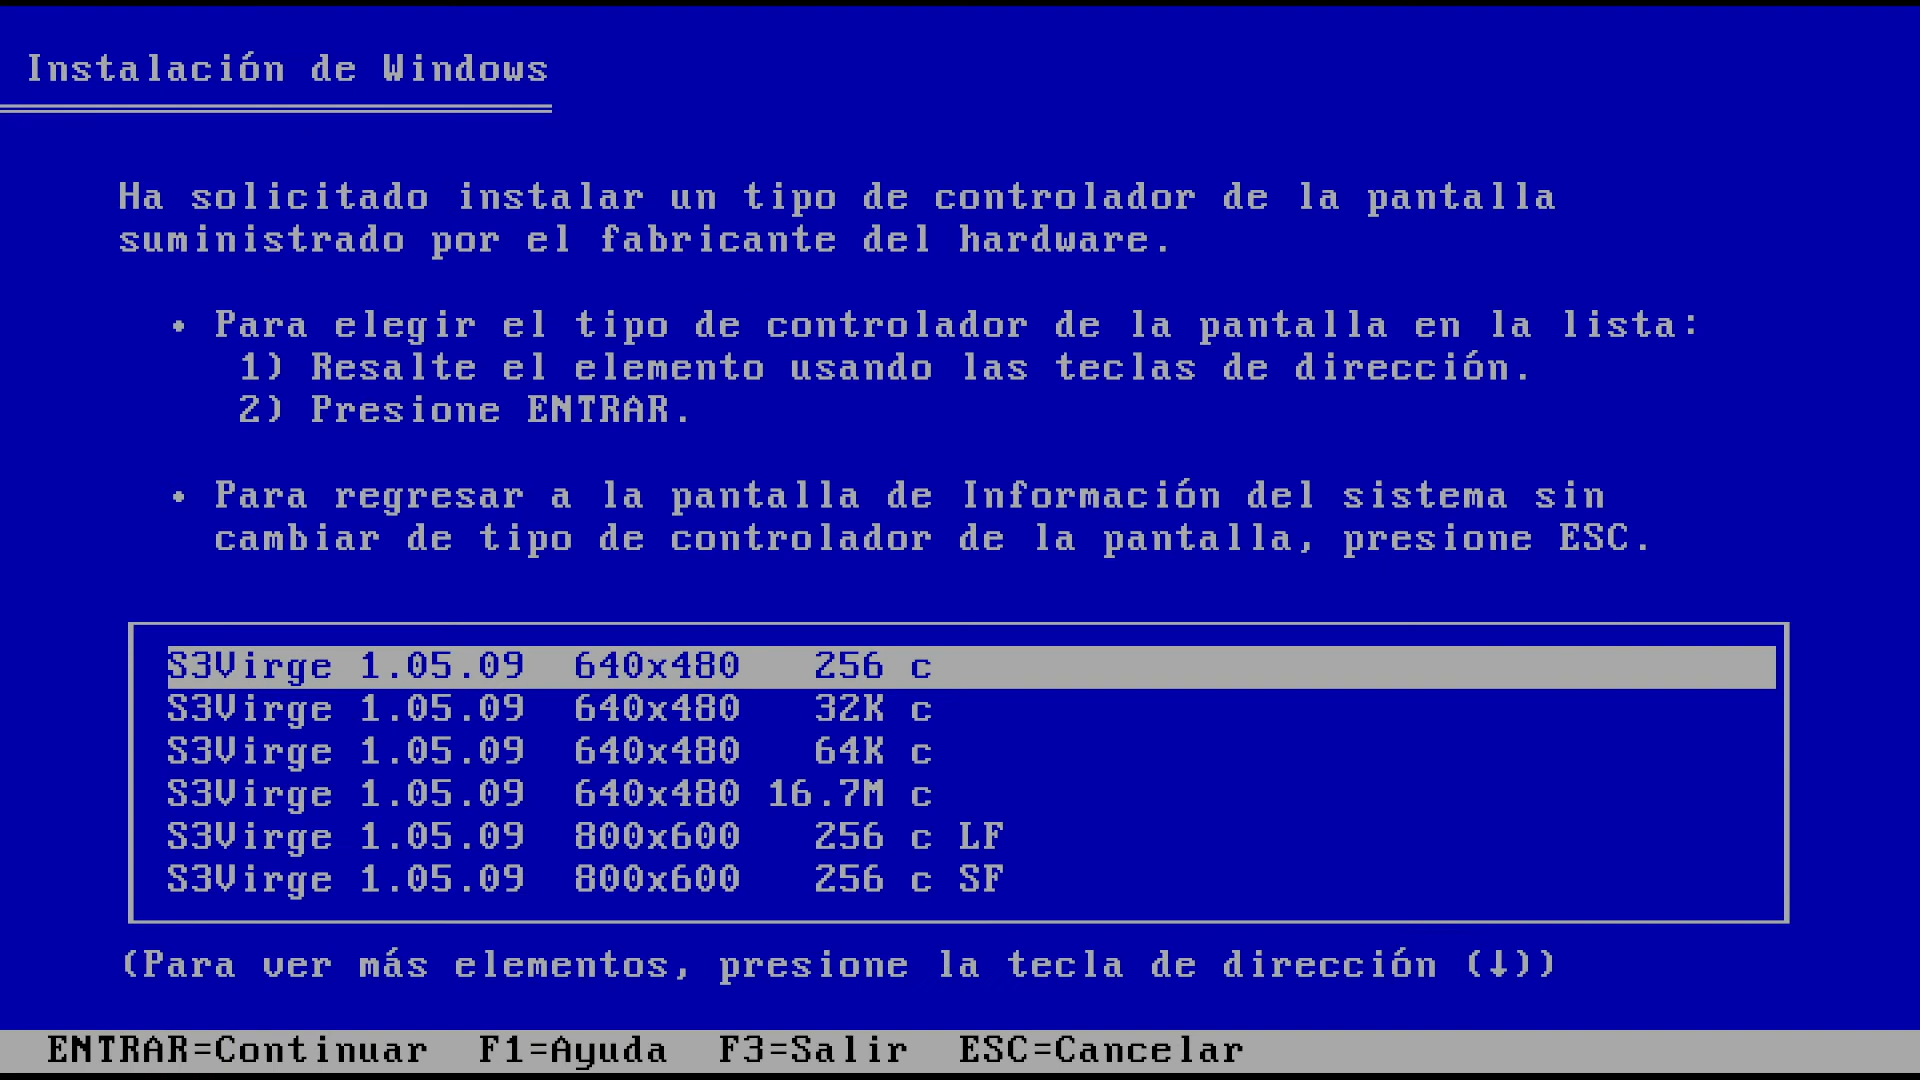 Instalación de Windows
Ha solicitado instalar un tipo de controlador de la pantalla
suministrado por el fabricante del hardware.
• Para elegir el tipo de controlador de la pantalla en la lista:
1) Resalte el elemento usando las teclas de dirección.
2) Presione ENTRAR.
• Para regresar a la pantalla de Información del sistema sin
cambiar de tipo de controlador de la pantalla, presione ESC.
S3Virge 1.05.09  640x480   256 c
S3Virge 1.05.09  640x480   32K c
S3Virge 1.05.09  640x480   64K c
S3Virge 1.05.09  640x480 16.7M c
S3Virge 1.05.09  800x600   256 c LF
S3Virge 1.05.09  800x600   256 c SF
(Para ver más elementos, presione la tecla de dirección (↓))
ENTRAR=Continuar  F1=Ayuda  F3=Salir  ESC=Cancelar